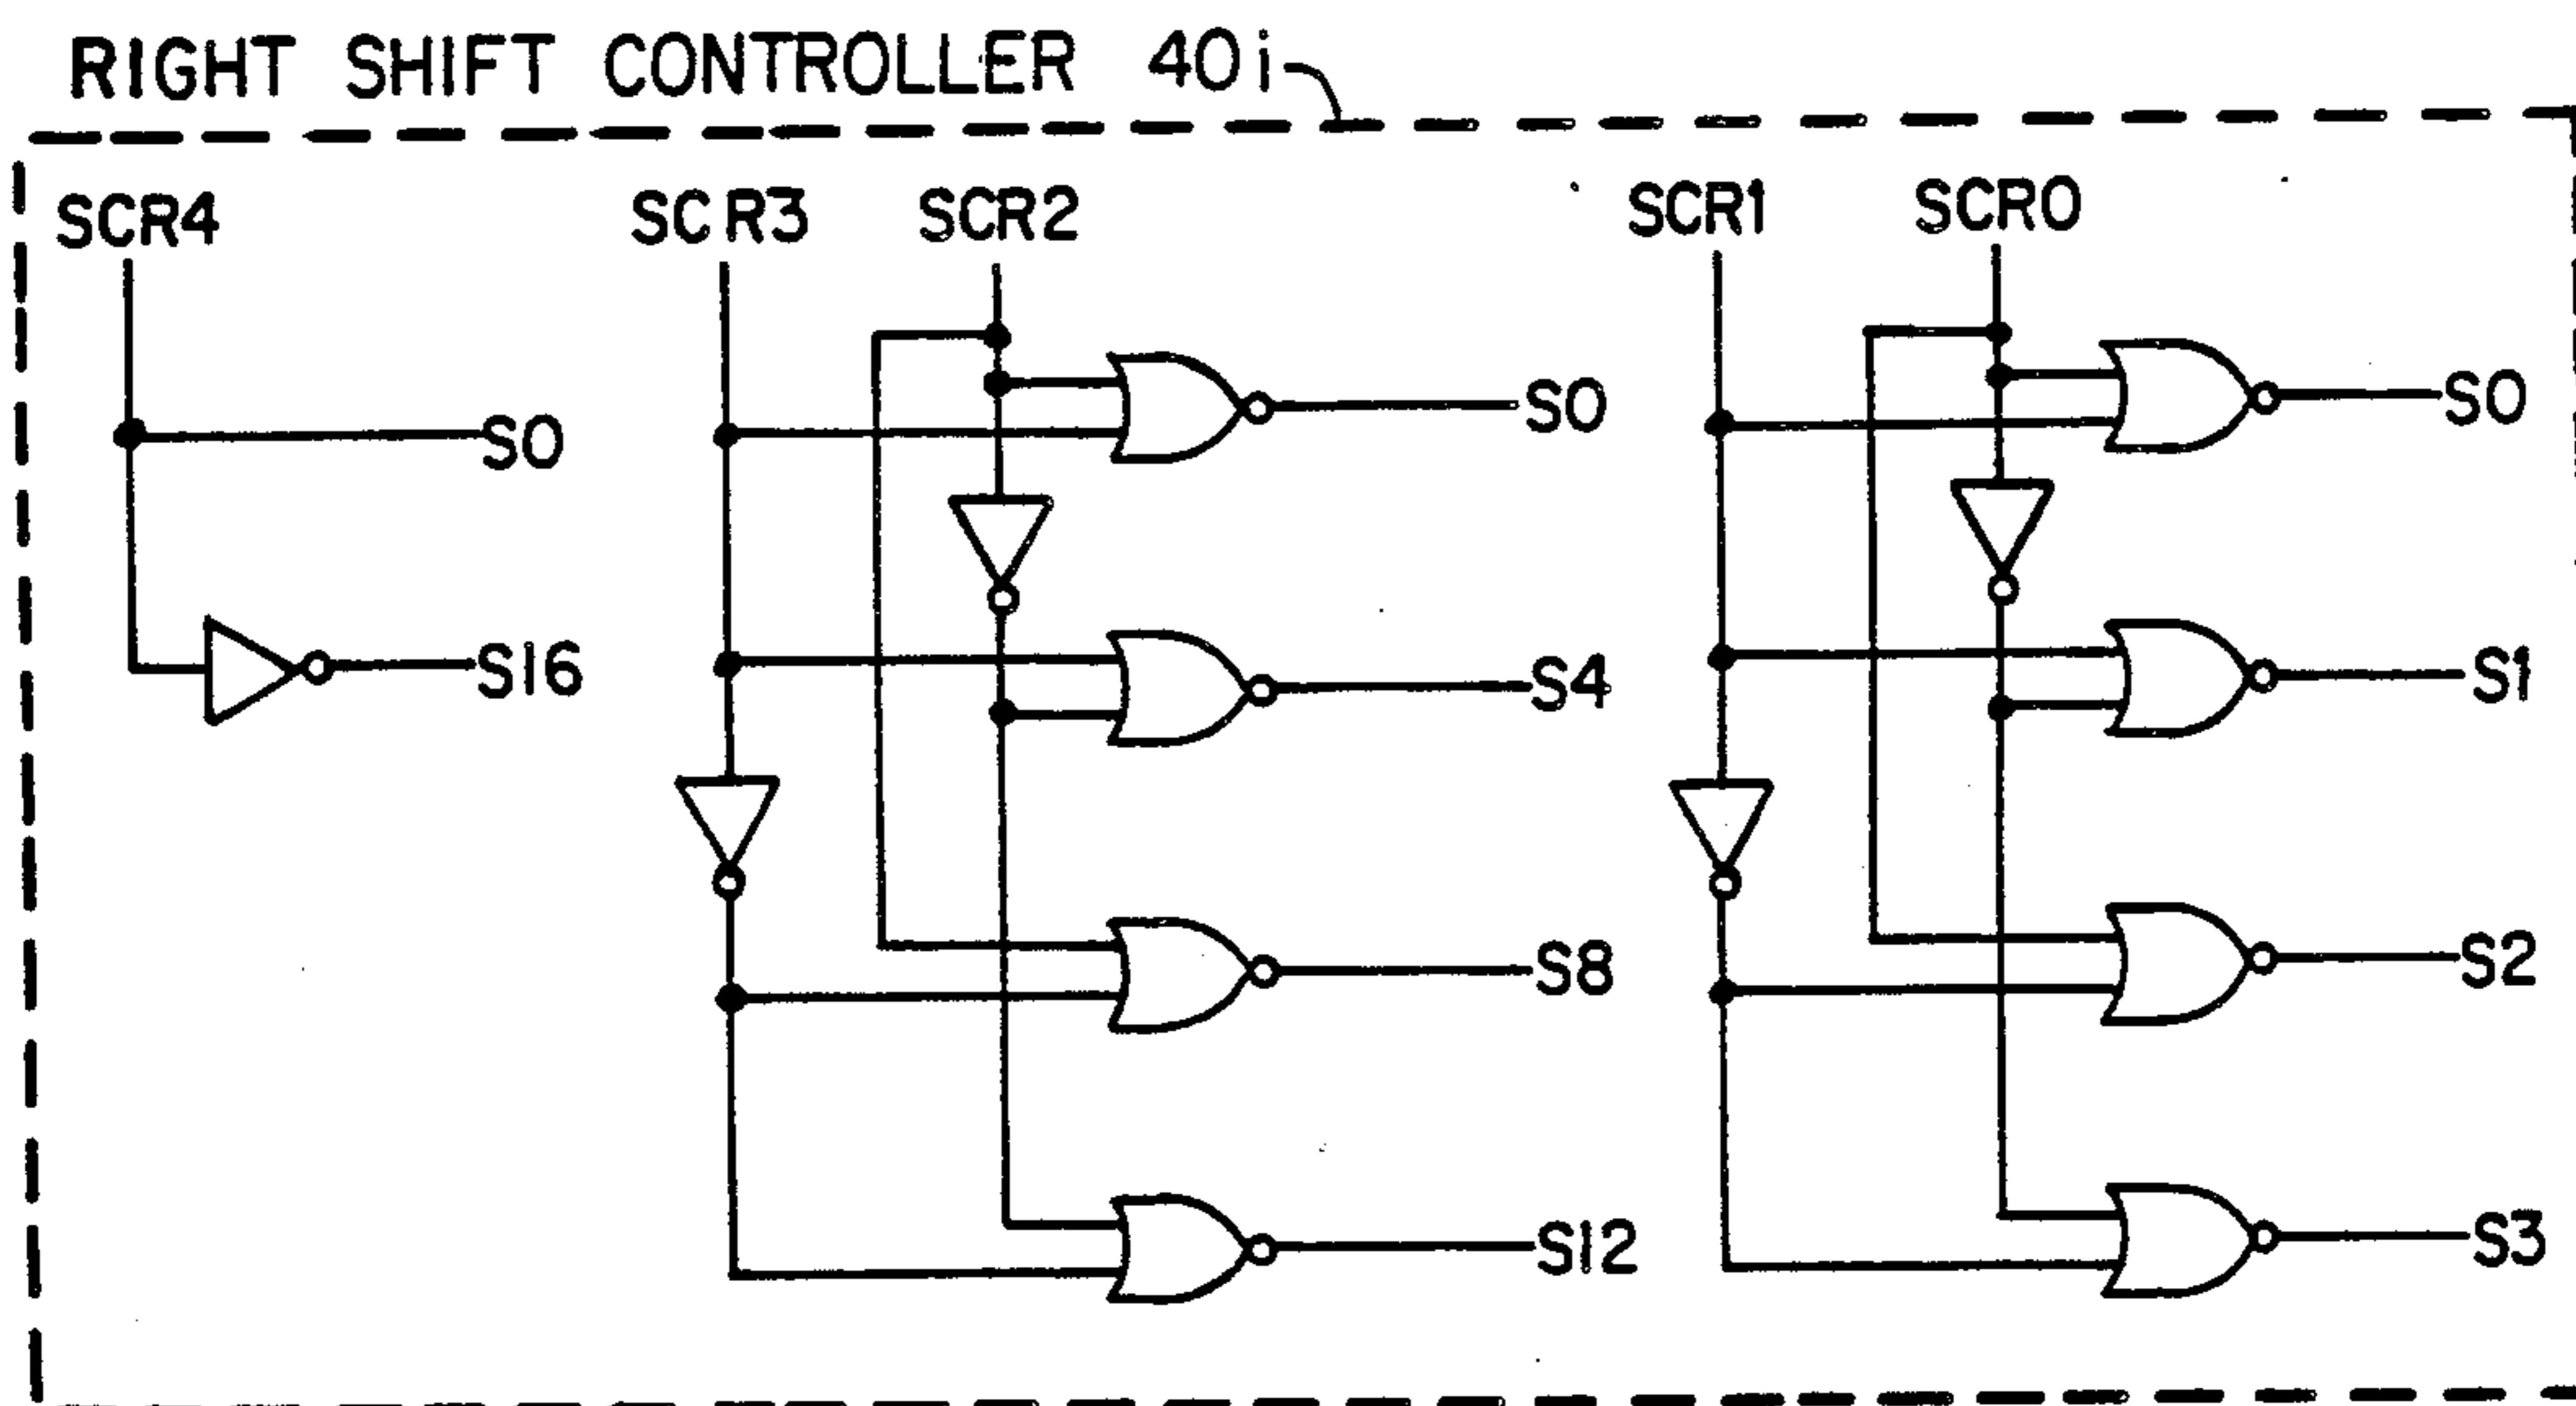 RIGHT SHIFT CONTROLLER 40i
SCR4 SCR3 SCR2 SCR1 SCR0
S0 S0 S0
S16 S4 S1
S8 S2
S12 S3